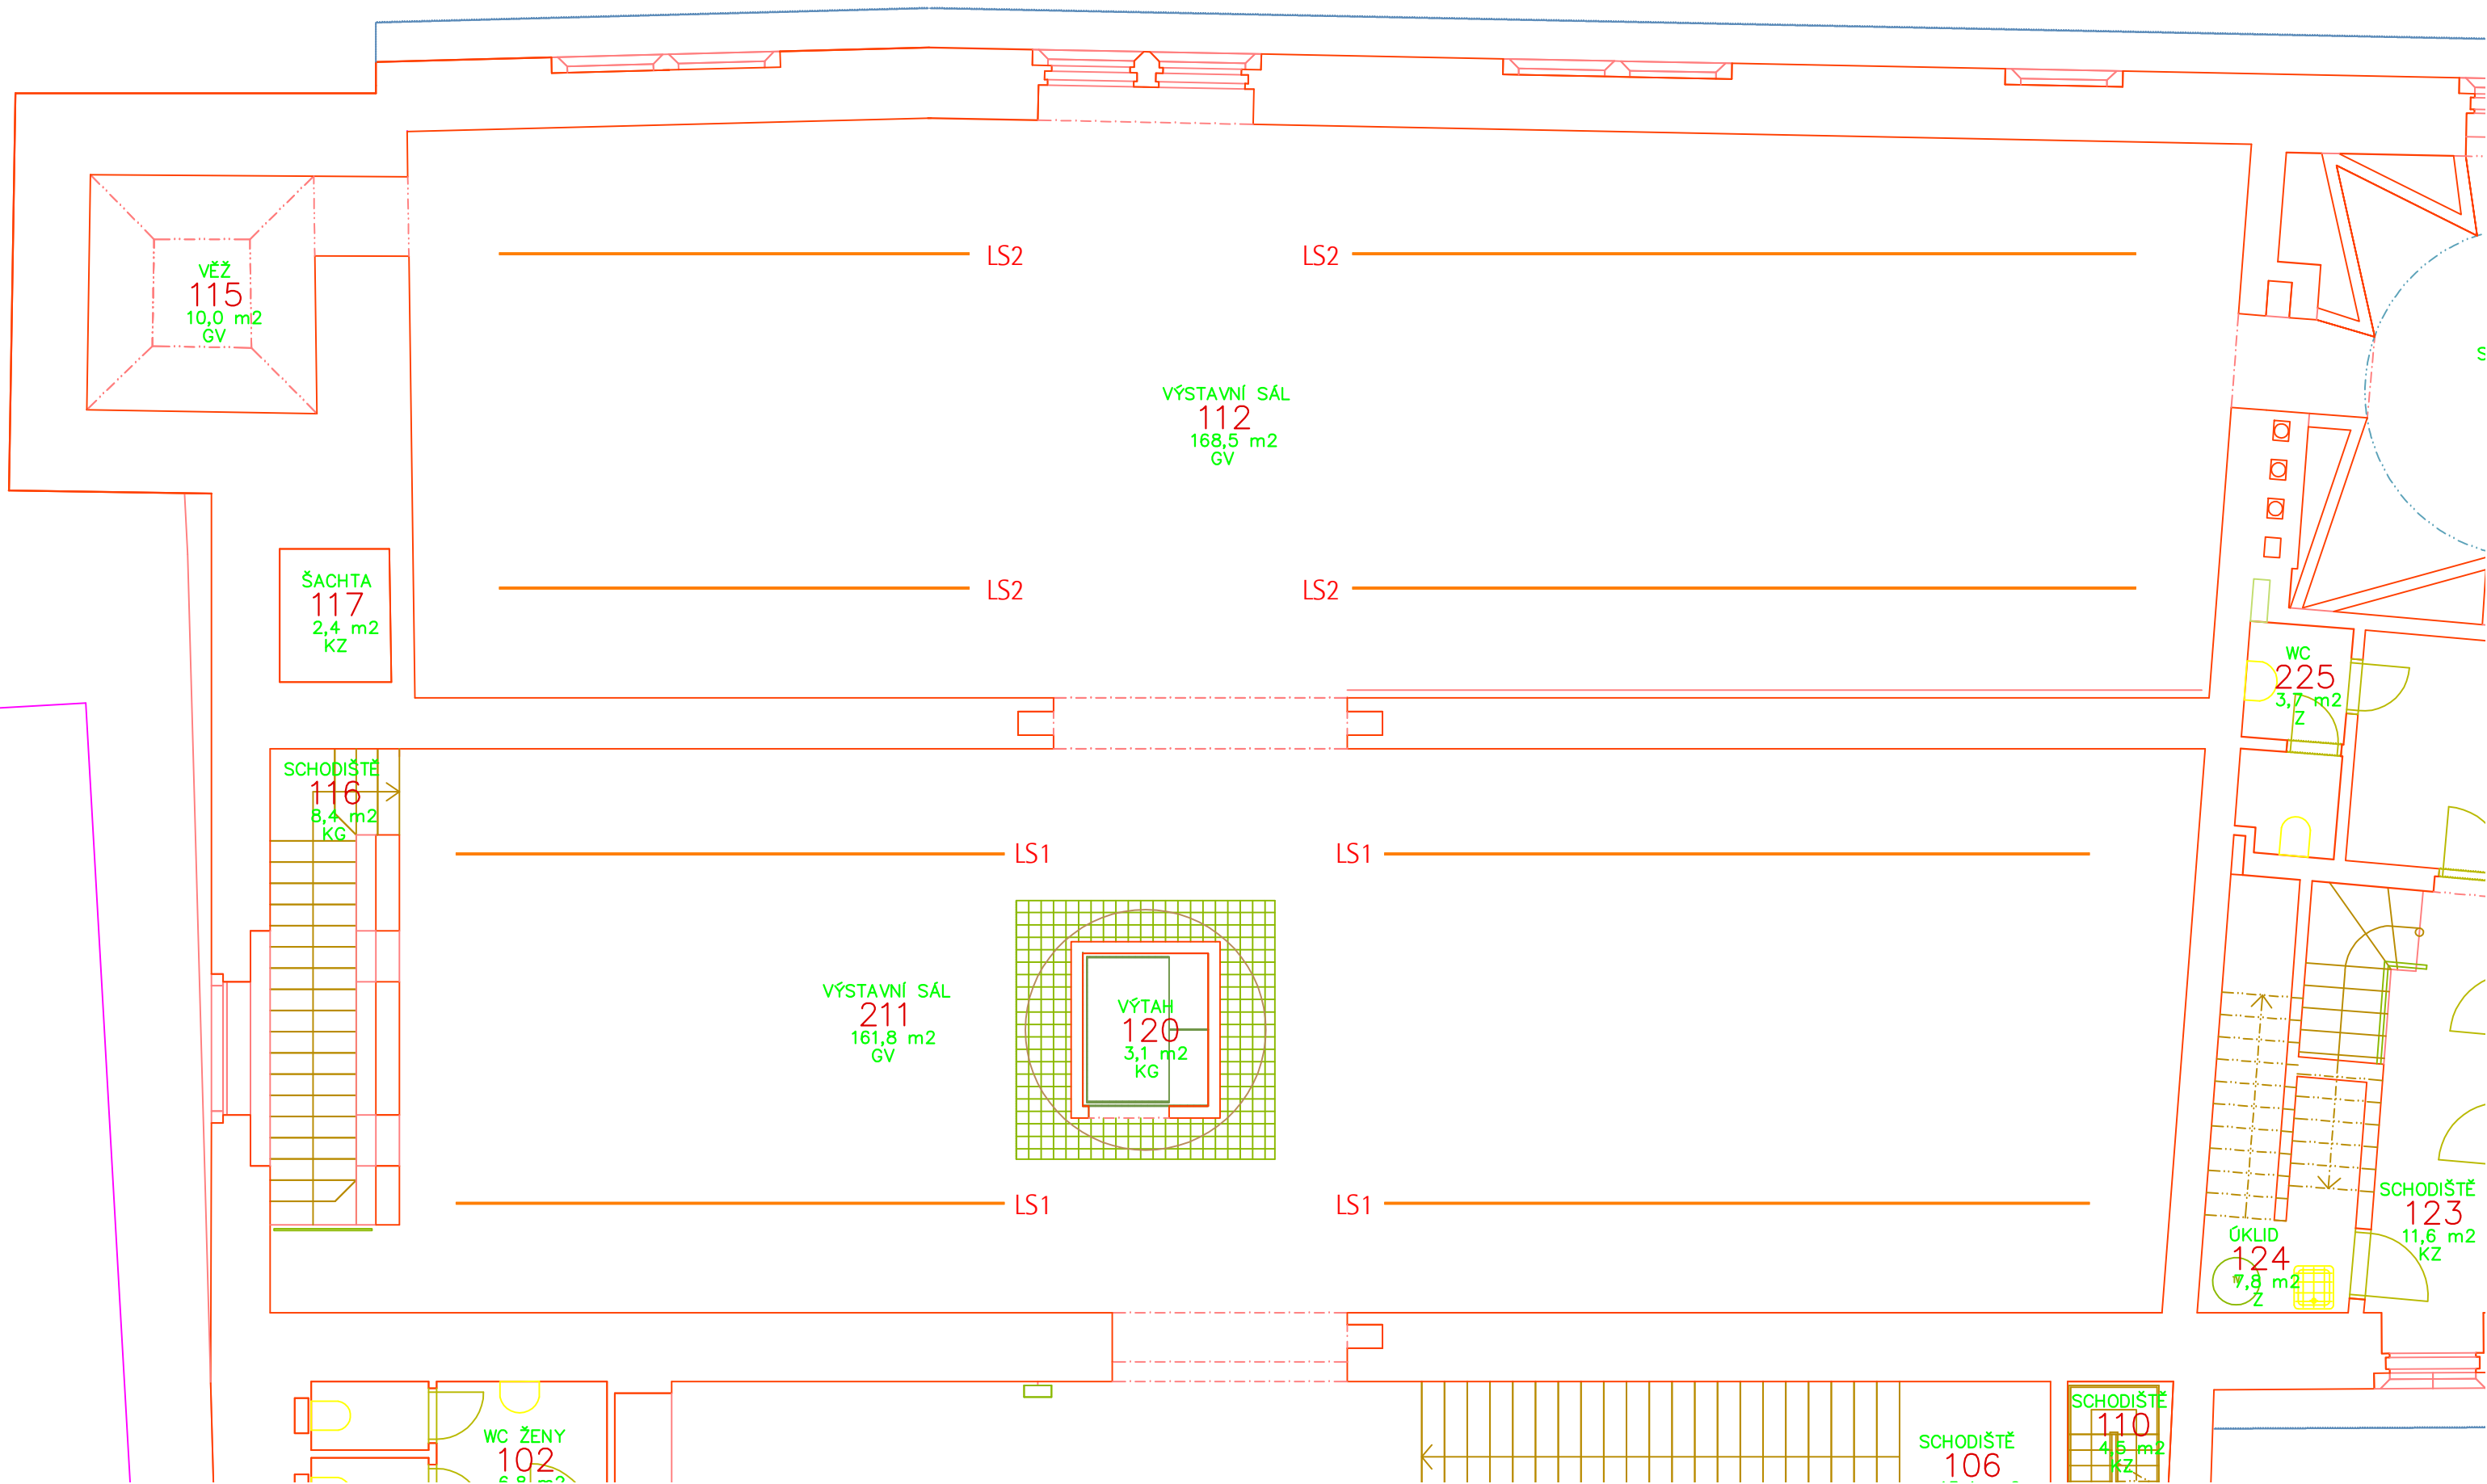 VĚŽ
115
10,0 m2
GV
LS2
LS2
VÝSTAVNÍ SÁL
112
168,5 m2
GV
S
ŠACHTA
117
2,4 m2
KZ
LS2
LS2
WC
225
3,7 m2
Z
SCHODIŠTĚ
116
8,4 m2
KG
LS1
LS1
VÝSTAVNÍ SÁL
211
161,8 m2
GV
VÝTAH
120
3,1 m2
KG
LS1
LS1
SCHODIŠTĚ
123
11,6 m2
KZ
ÚKLID
124
7,8 m2
Z
WC ŽENY
102
6,8 m2
SCHODIŠTĚ
106
SCHODIŠTĚ
110
4,5 m2
KZ